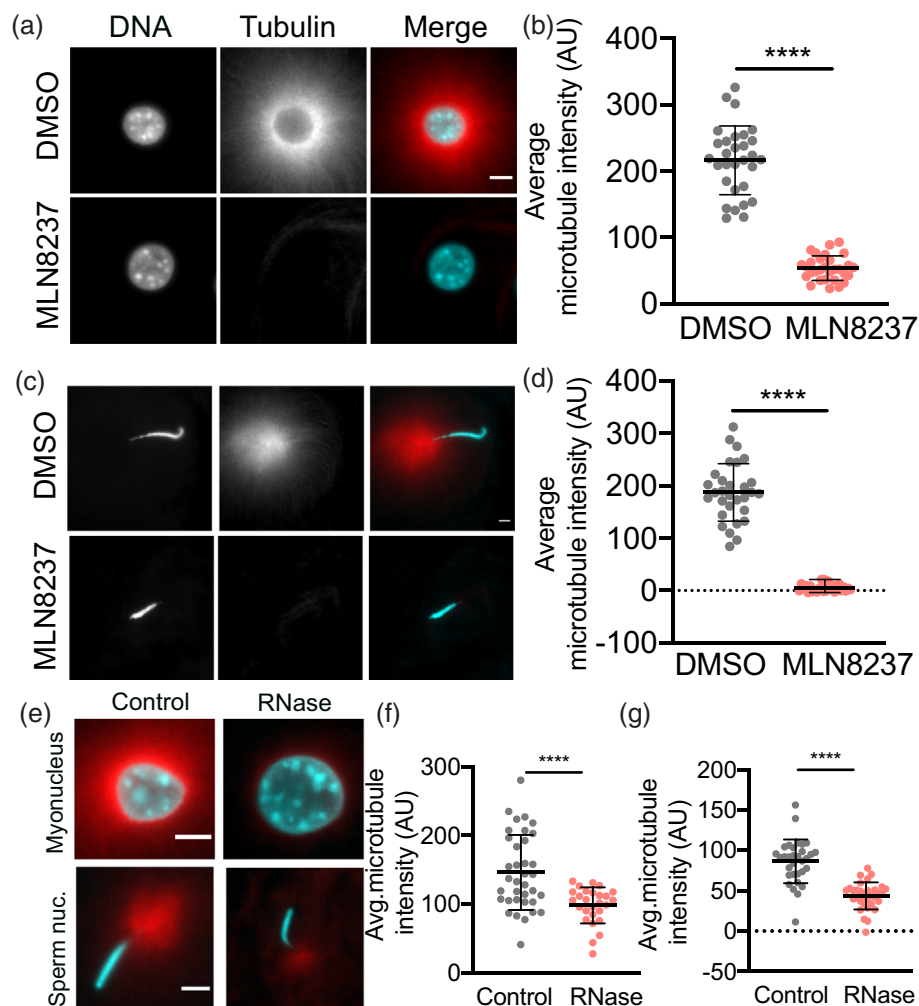 (a) DNA Tubulin Merge
DMSO
MLN8237
(b)
Average
microtubule intensity (AU)
400
300
200
100
0
****
DMSO MLN8237
(c)
DMSO
MLN8237
(d)
Average
microtubule intensity (AU)
400
300
200
100
0
-100
****
DMSO MLN8237
(e) Control RNase
Myonucleus
Sperm nuc.
(f)
Avg.microtubule
intensity (AU)
300
200
100
0
****
Control RNase
(g)
Avg.microtubule
intensity (AU)
200
150
100
50
0
-50
****
Control RNase